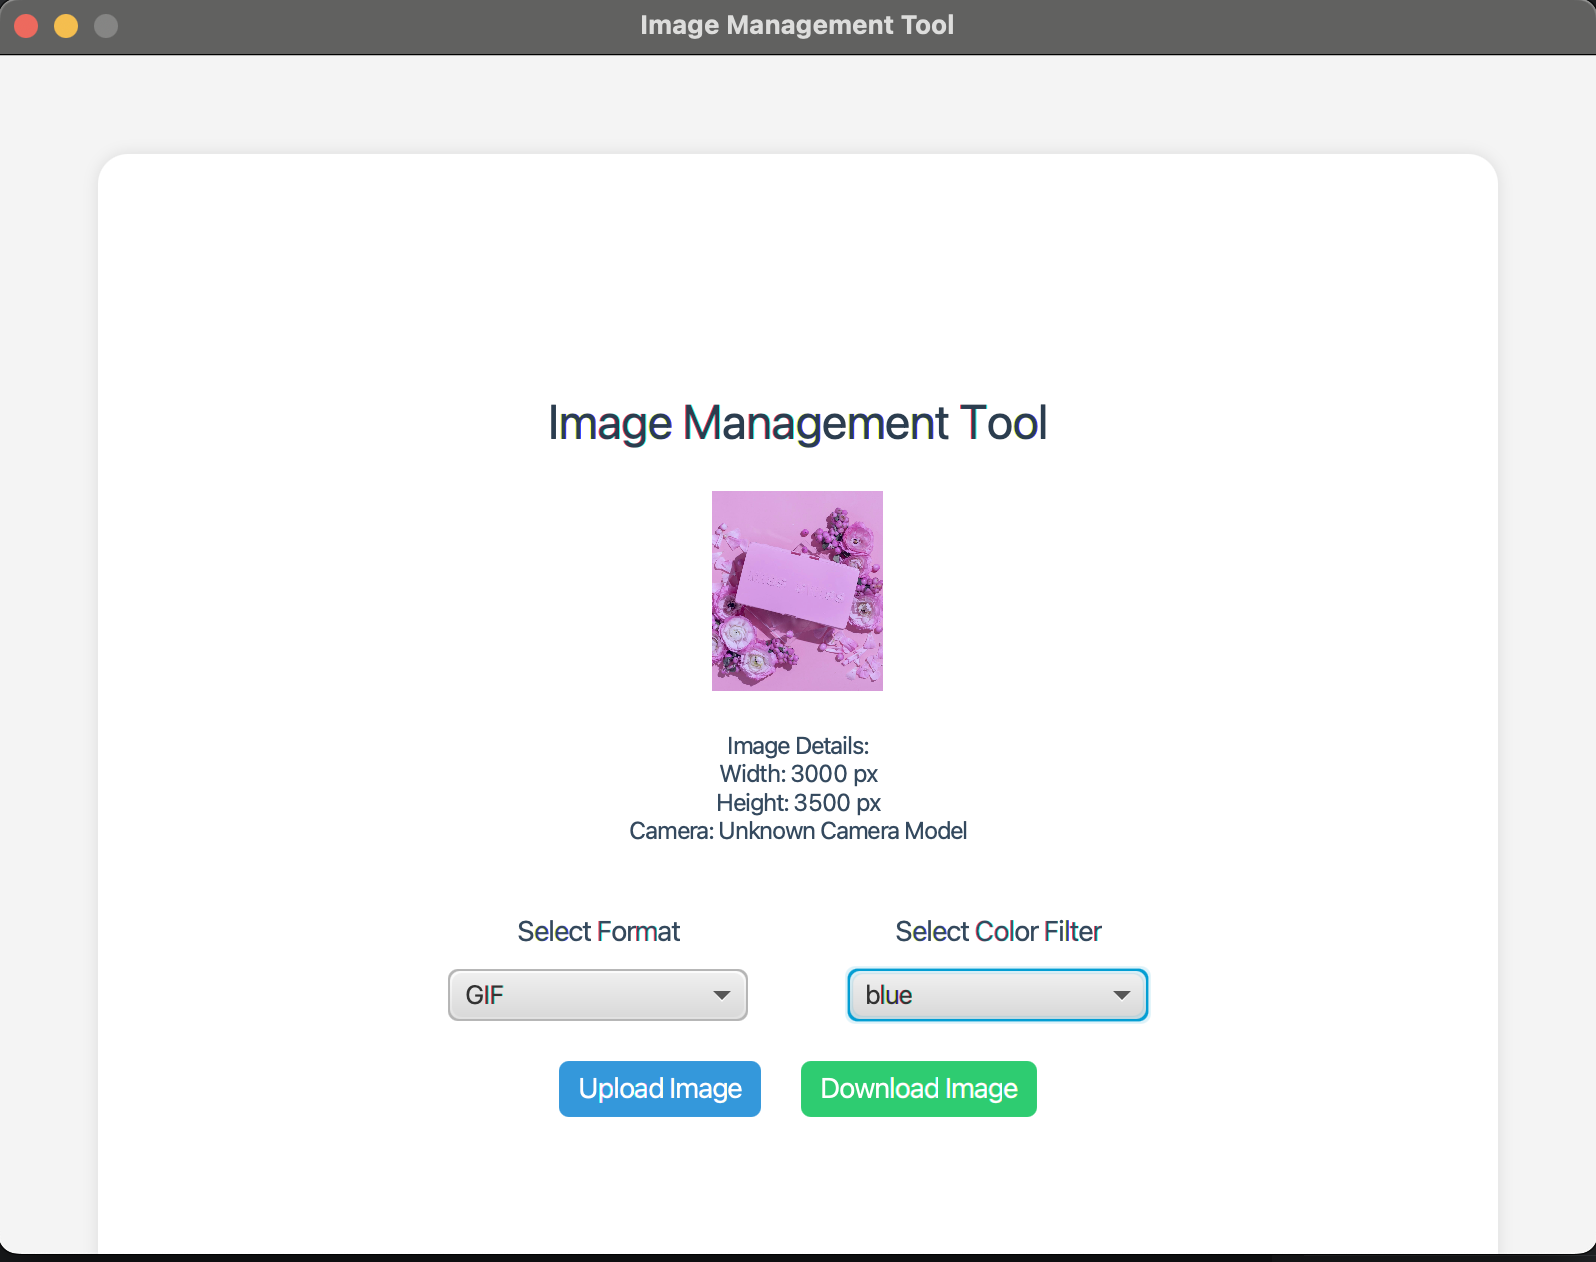 Image Management Tool
Image Management Tool
Image Details:
Width: 3000 px
Height: 3500 px
Camera: Unknown Camera Model
Select Format
Select Color Filter
GIF
blue
Upload Image
Download Image